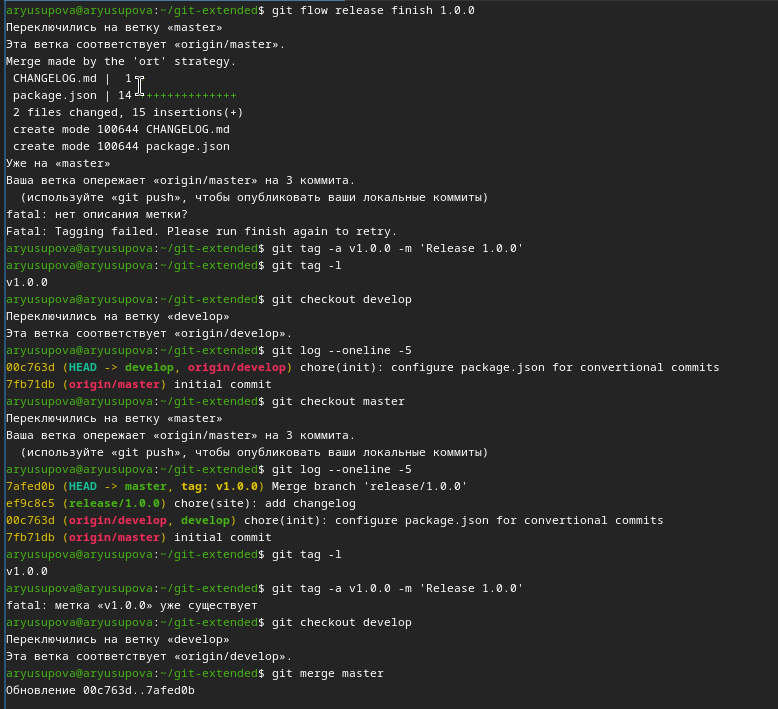 aryusupova@aryusupova:~/git-extended$ git flow release finish 1.0.0
Переключились на ветку «master»
Эта ветка соответствует «origin/master».
Merge made by the 'ort' strategy.
 CHANGELOG.md |  1
 package.json | 14 +++++++++++++
 2 files changed, 15 insertions(+)
 create mode 100644 CHANGELOG.md
 create mode 100644 package.json
Уже на «master»
Ваша ветка опережает «origin/master» на 3 коммита.
  (используйте «git push», чтобы опубликовать ваши локальные коммиты)
fatal: нет описания метки?
Fatal: Tagging failed. Please run finish again to retry.
aryusupova@aryusupova:~/git-extended$ git tag -a v1.0.0 -m 'Release 1.0.0'
aryusupova@aryusupova:~/git-extended$ git tag -l
v1.0.0
aryusupova@aryusupova:~/git-extended$ git checkout develop
Переключились на ветку «develop»
Эта ветка соответствует «origin/develop».
aryusupova@aryusupova:~/git-extended$ git log --oneline -5
00c763d (HEAD -> develop, origin/develop) chore(init): configure package.json for convertional commits
7fb71db (origin/master) initial commit
aryusupova@aryusupova:~/git-extended$ git checkout master
Переключились на ветку «master»
Ваша ветка опережает «origin/master» на 3 коммита.
  (используйте «git push», чтобы опубликовать ваши локальные коммиты)
aryusupova@aryusupova:~/git-extended$ git log --oneline -5
7afed0b (HEAD -> master, tag: v1.0.0) Merge branch 'release/1.0.0'
ef9c8c5 (release/1.0.0) chore(site): add changelog
00c763d (origin/develop, develop) chore(init): configure package.json for convertional commits
7fb71db (origin/master) initial commit
aryusupova@aryusupova:~/git-extended$ git tag -l
v1.0.0
aryusupova@aryusupova:~/git-extended$ git tag -a v1.0.0 -m 'Release 1.0.0'
fatal: метка «v1.0.0» уже существует
aryusupova@aryusupova:~/git-extended$ git checkout develop
Переключились на ветку «develop»
Эта ветка соответствует «origin/develop».
aryusupova@aryusupova:~/git-extended$ git merge master
Обновление 00c763d..7afed0b